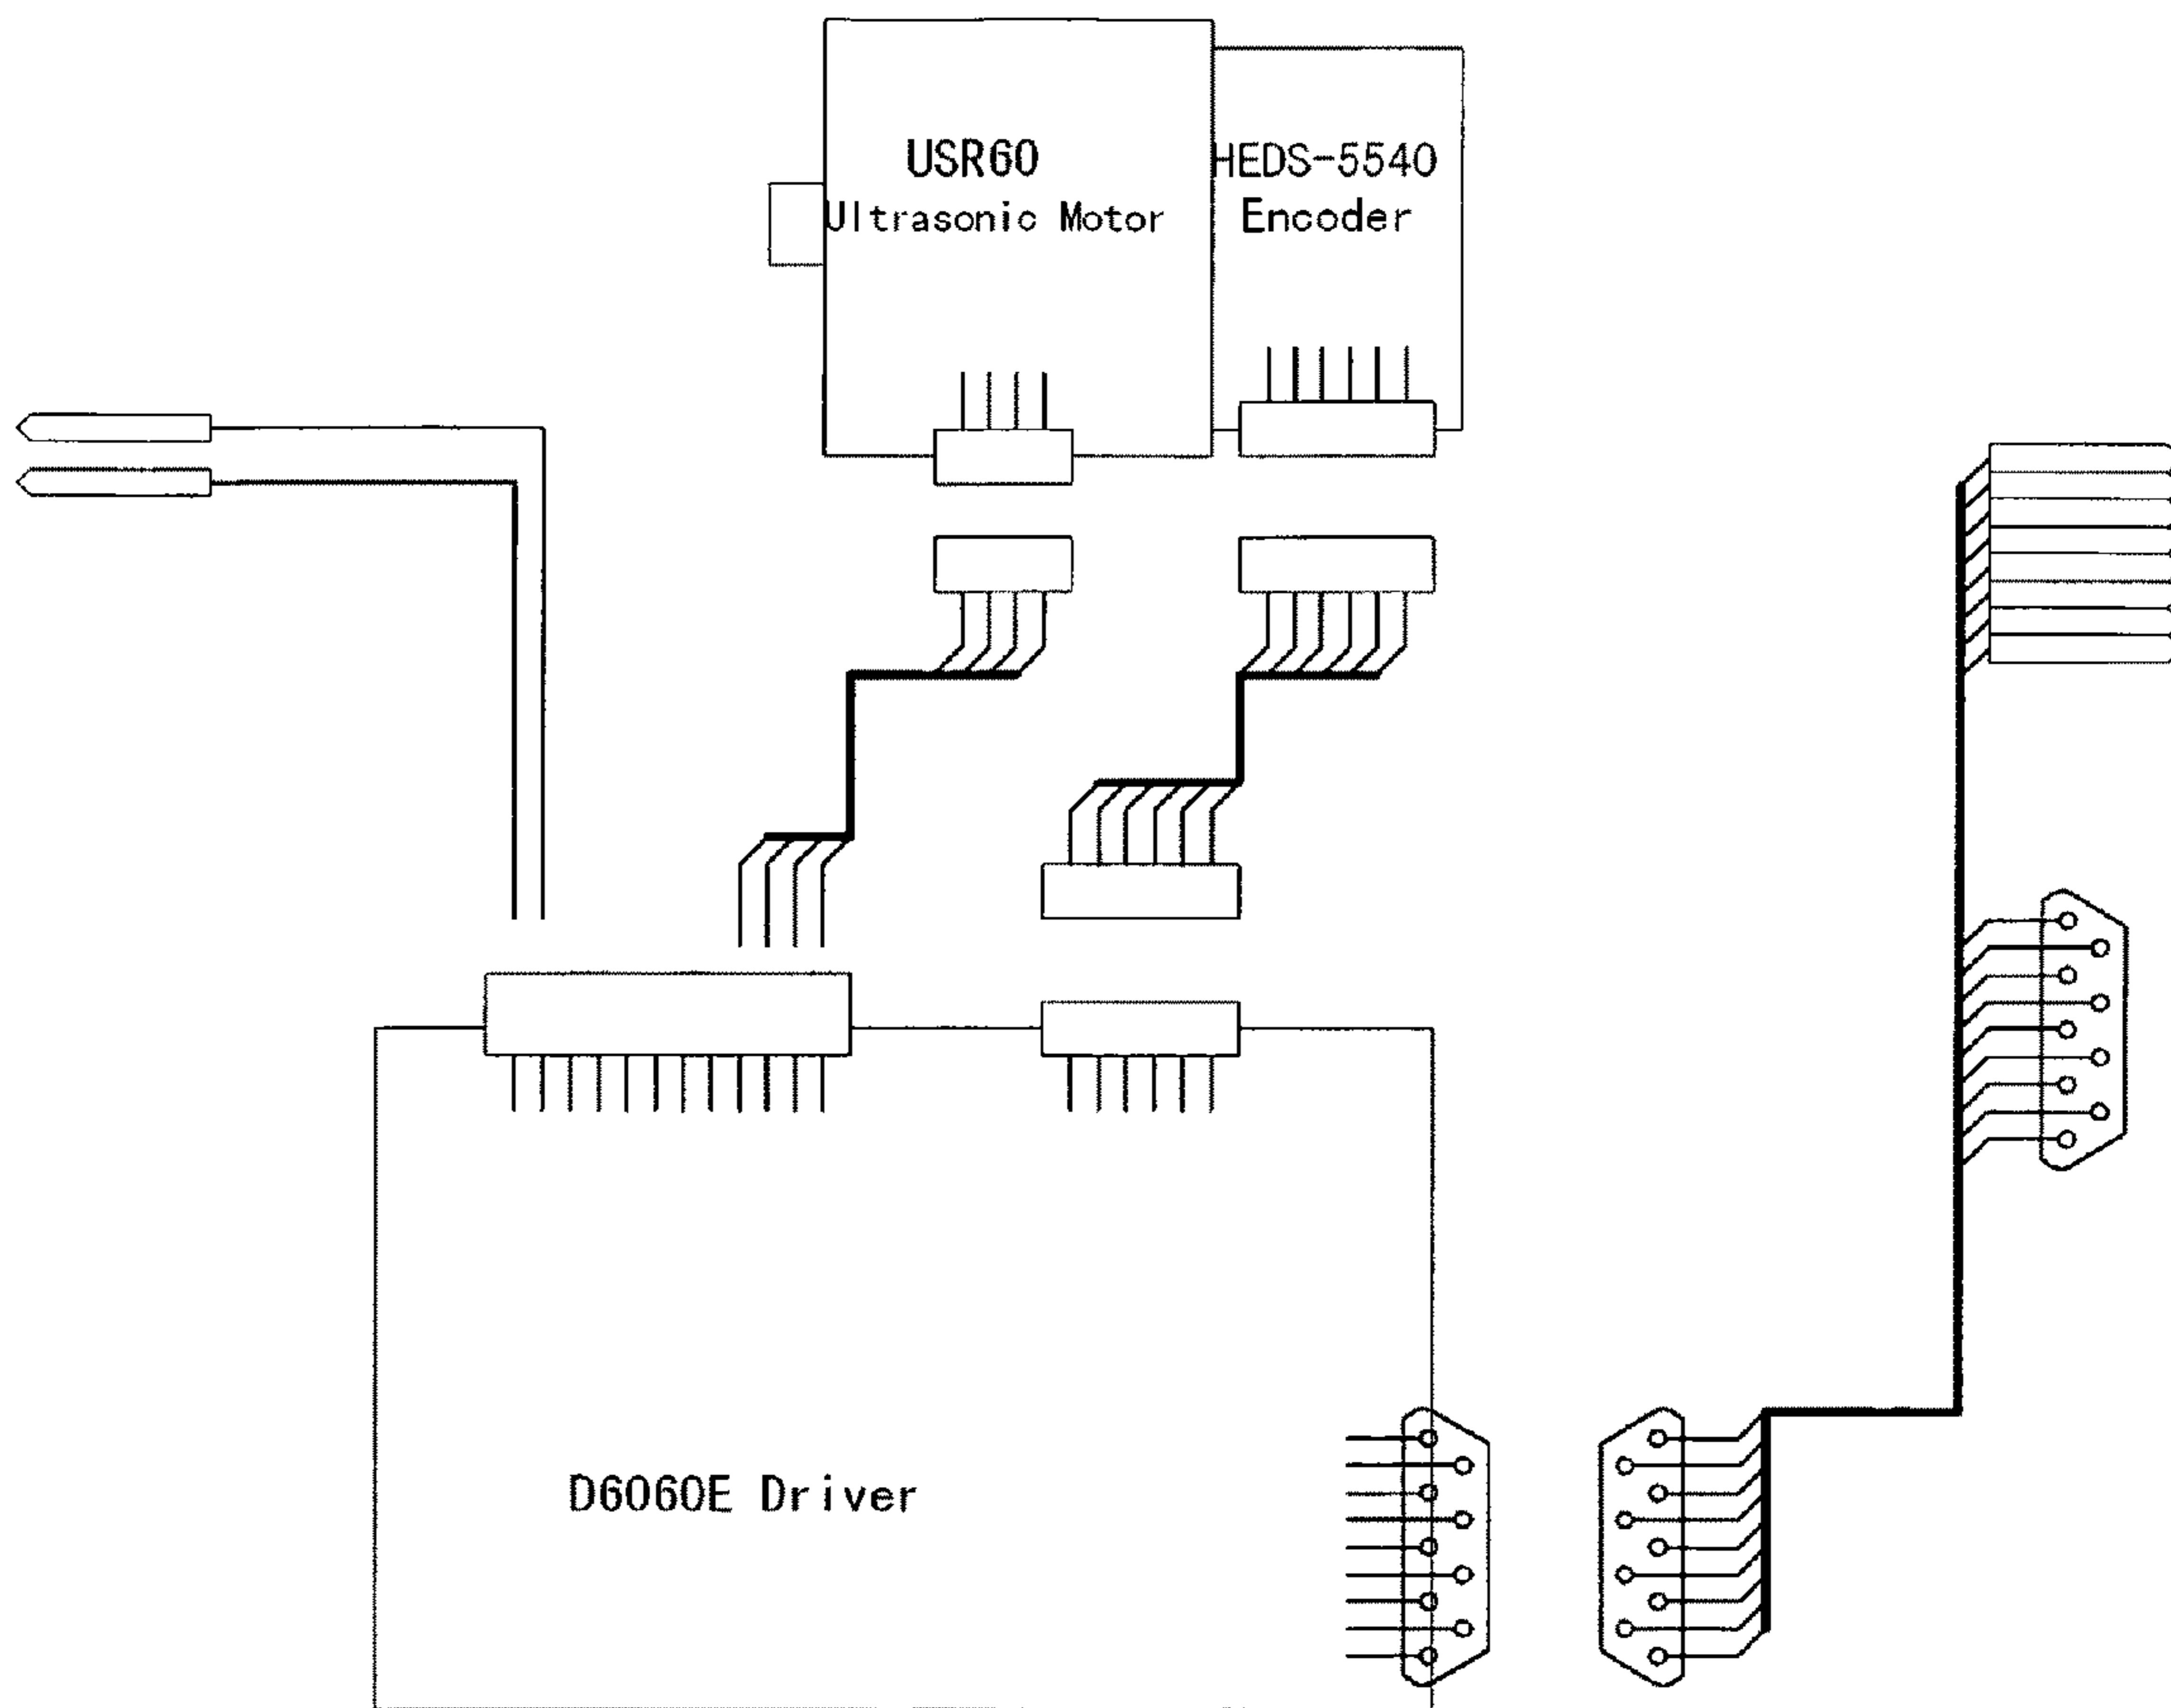 USR60
Ultrasonic Motor
HEDS-5540
Encoder
D6060E Driver